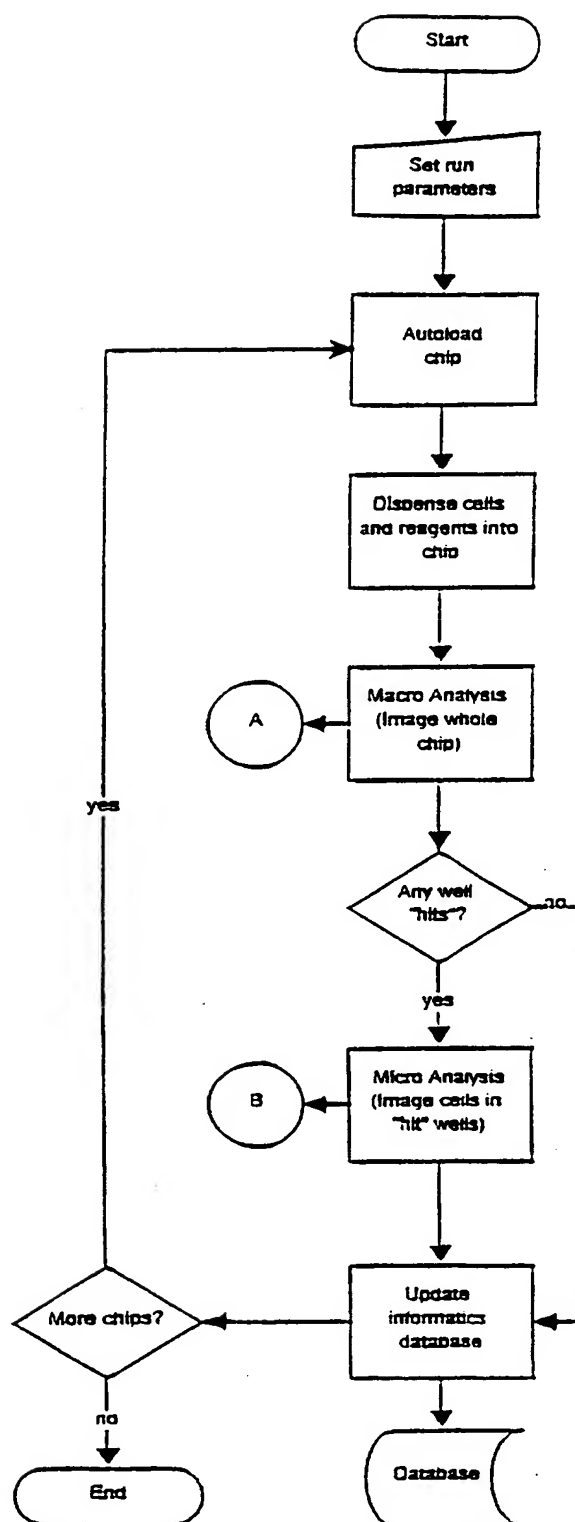 Start
Set run
parameters
Autoload
chip
Dispense cells
and reagents into
chip
Macro Analysis
(Image whole
chip)
A
yes
Any well
"hits"?
no
yes
Micro Analysis
(Image cells in
"hit" wells)
B
Update
informatics
database
More chips?
no
End
Database